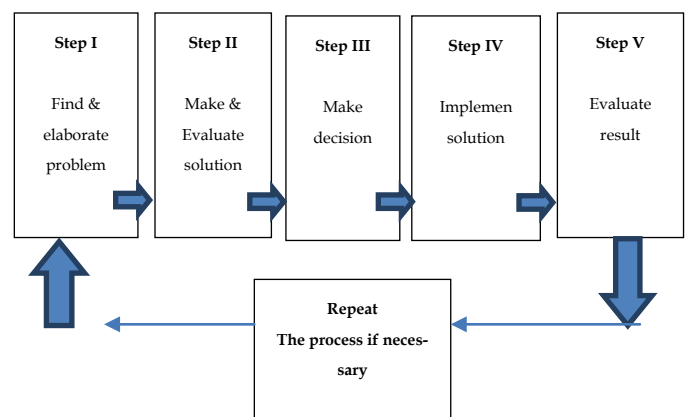 Step I
Find &
elaborate
problem
Step II
Make &
Evaluate
solution
Step III
Make
decision
Step IV
Implemen
solution
Step V
Evaluate
result
Repeat
The process if neces-
sary